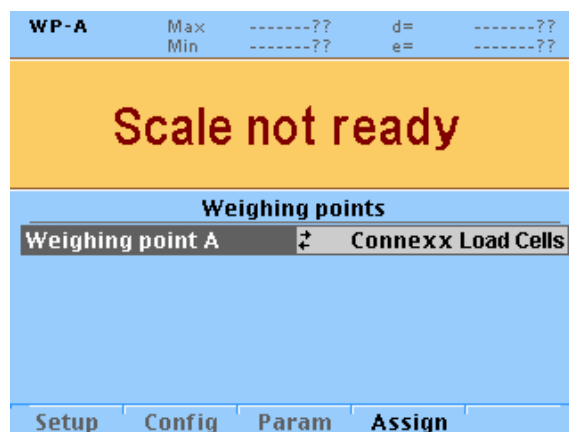 WP-A Max -------?? d= -------??
Min -------?? e= -------??
Scale not ready
Weighing points
Weighing point A Connexx Load Cells
Setup Config Param Assign